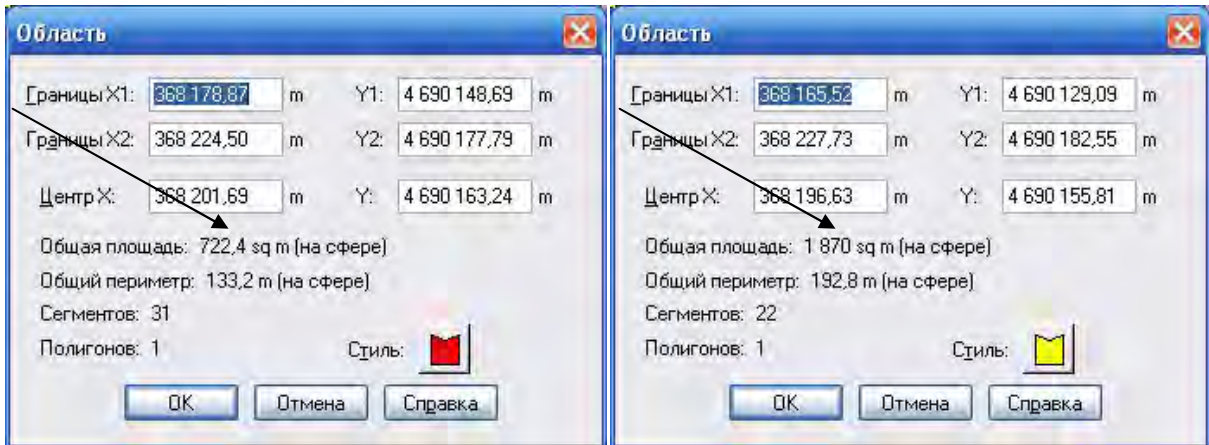 Область
Границы X1: 368 178,87 m Y1: 4 690 148,69 m
Границы X2: 368 224,50 m Y2: 4 690 177,79 m
Центр X: 368 201,69 m Y: 4 690 163,24 m
Общая площадь: 722,4 sq m (на сфере)
Общий периметр: 133,2 m (на сфере)
Сегментов: 31
Полигонов: 1 Стиль:
OK Отмена Справка
Область
Границы X1: 368 165,52 m Y1: 4 690 129,09 m
Границы X2: 368 227,73 m Y2: 4 690 182,55 m
Центр X: 368 196,63 m Y: 4 690 155,81 m
Общая площадь: 1 870 sq m (на сфере)
Общий периметр: 192,8 m (на сфере)
Сегментов: 22
Полигонов: 1 Стиль:
OK Отмена Справка